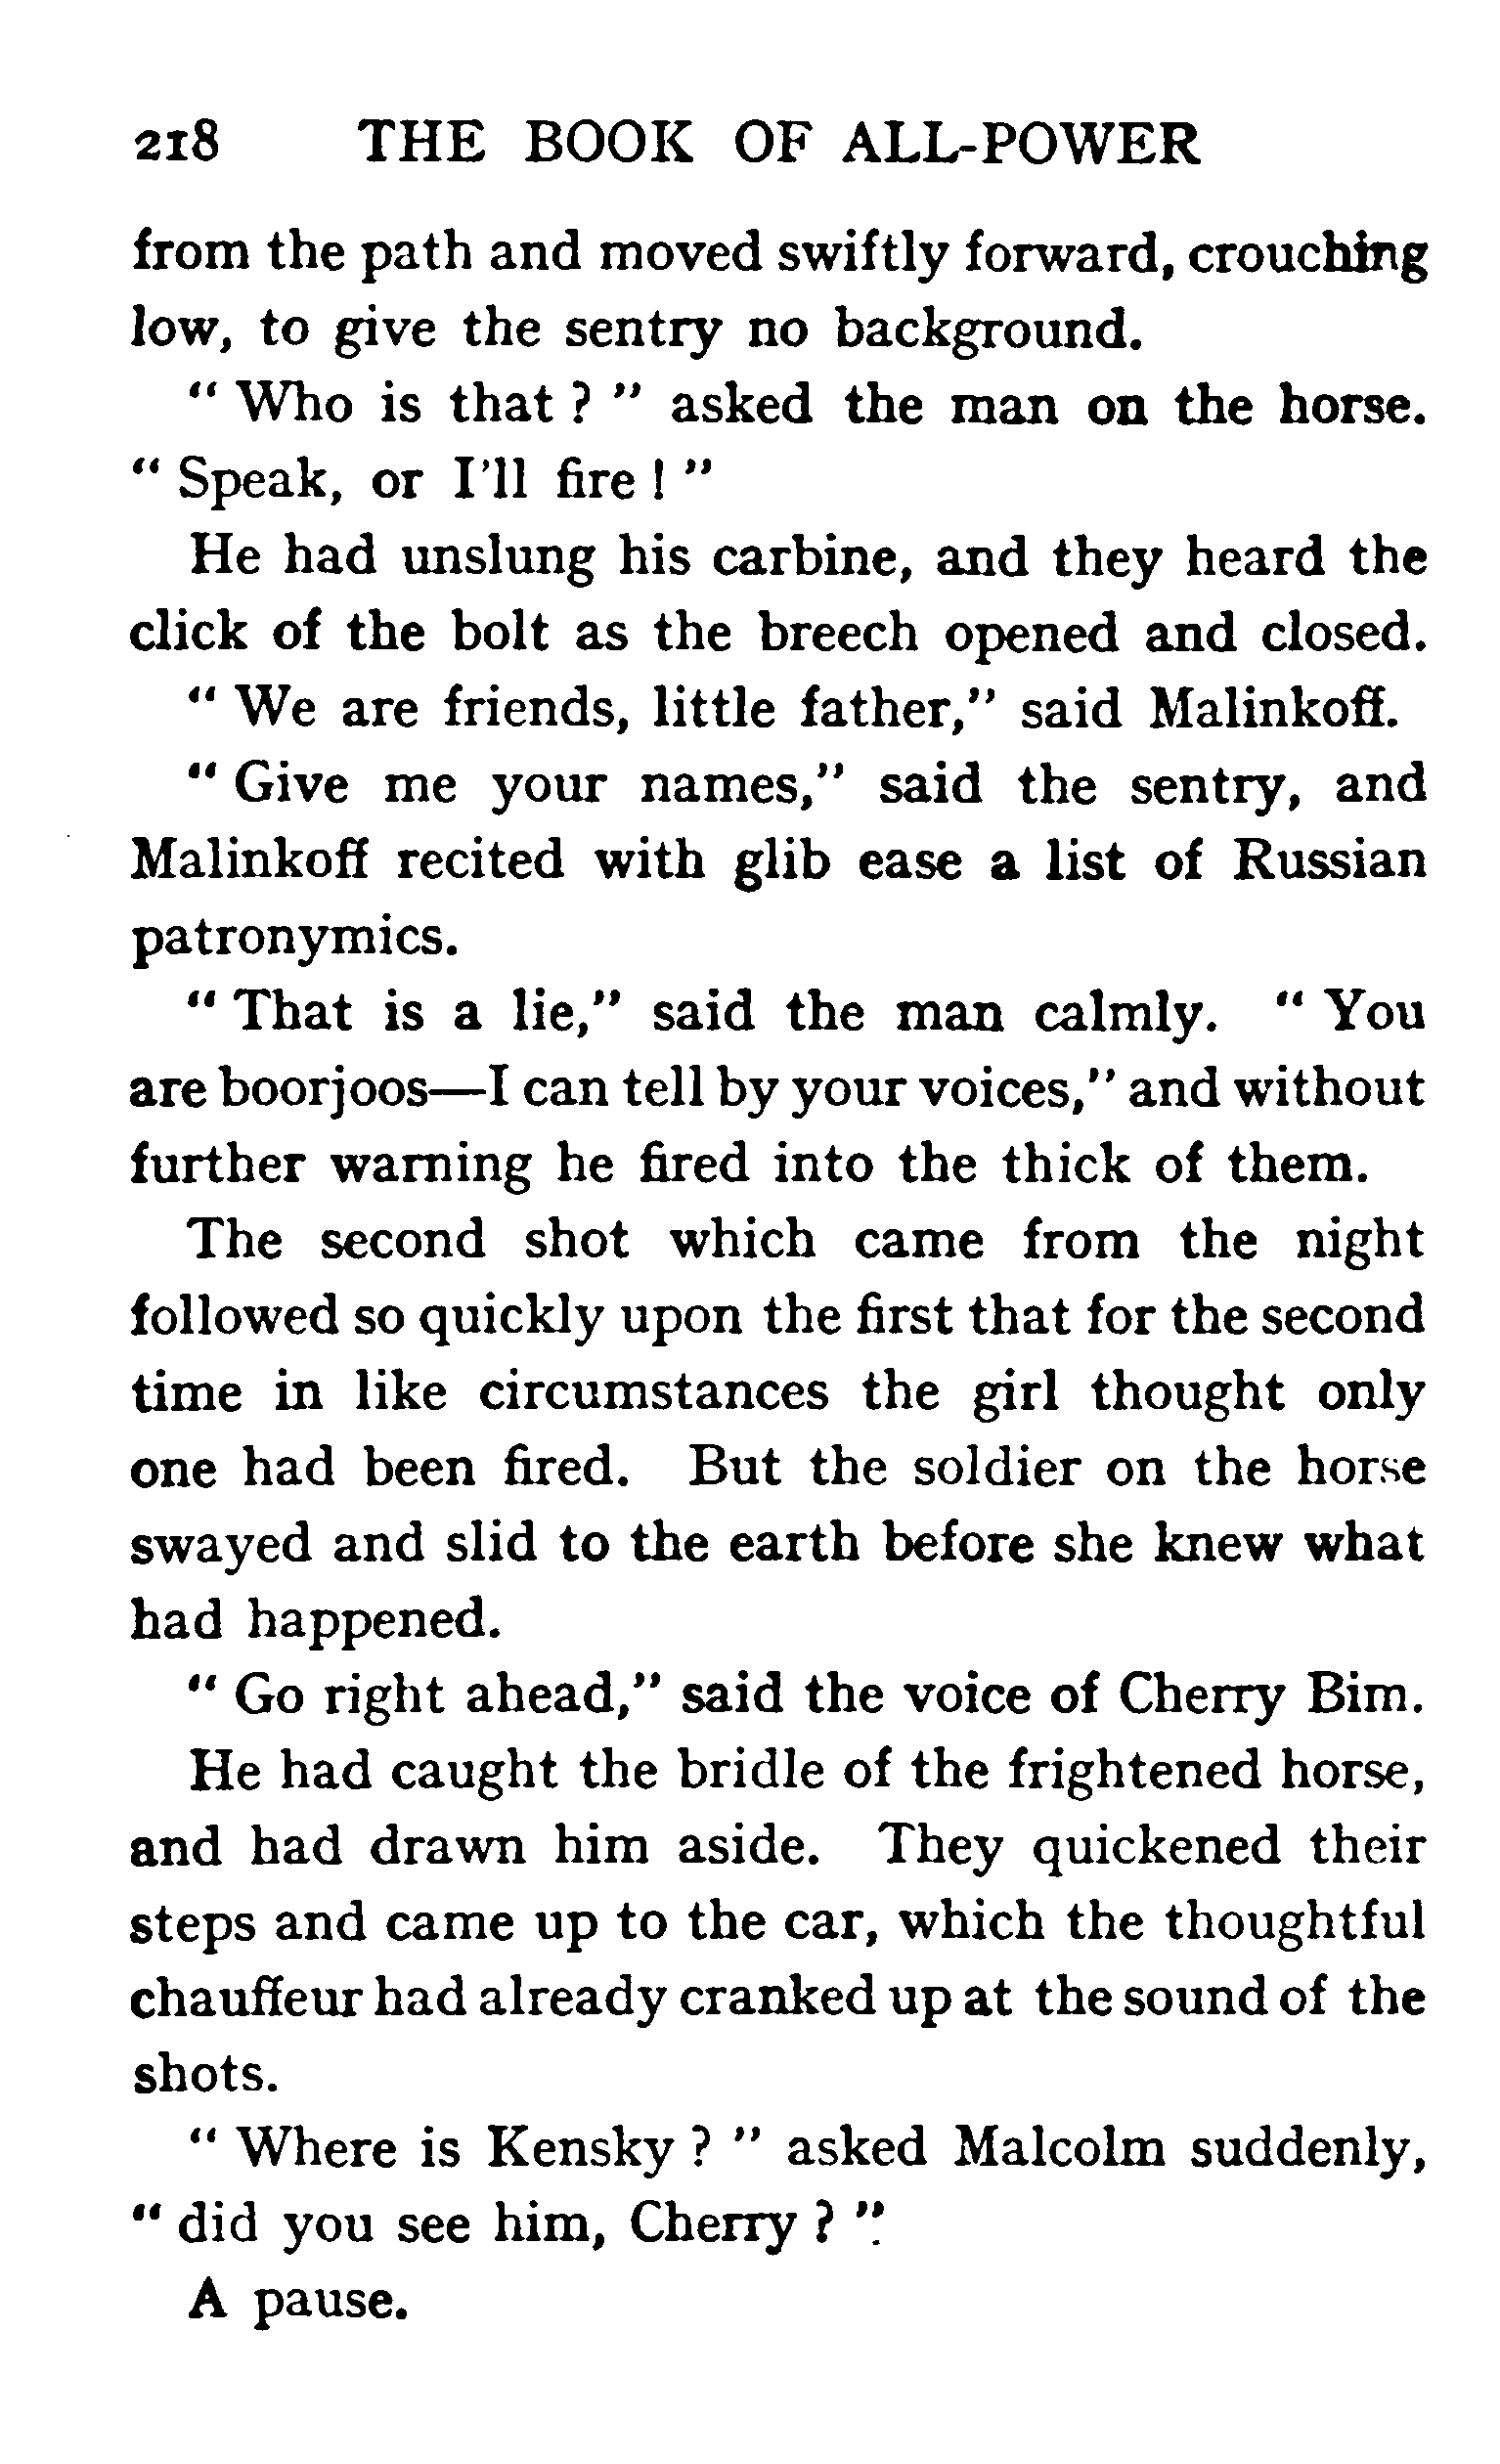 218 THE BOOK OF ALL-POWER
from the path and moved swiftly forward, crouching
low, to give the sentry no background.
" Who is that ? " asked the man on the horse.
" Speak, or I'll fire ! "
He had unslung his carbine, and they heard the
click of the bolt as the breech opened and closed.
" We are friends, little father," said Malinkoff.
" Give me your names," said the sentry, and
Malinkoff recited with glib ease a list of Russian
patronymics.
" That is a lie," said the man calmly. " You
are boorjoos—I can tell by your voices," and without
further warning he fired into the thick of them.
The second shot which came from the night
followed so quickly upon the first that for the second
time in like circumstances the girl thought only
one had been fired. But the soldier on the horse
swayed and slid to the earth before she knew what
had happened.
" Go right ahead," said the voice of Cherry Bim.
He had caught the bridle of the frightened horse,
and had drawn him aside. They quickened their
steps and came up to the car, which the thoughtful
chauffeur had already cranked up at the sound of the
shots.
" Where is Kensky ? " asked Malcolm suddenly,
" did you see him, Cherry ? "
A pause.